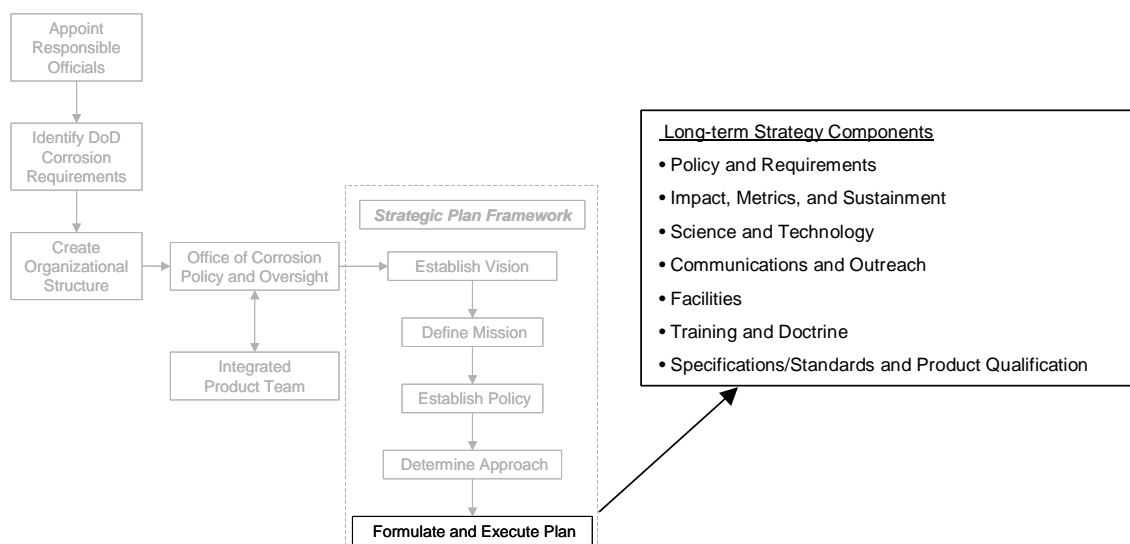 Appoint
Responsible
Officials
Identify DoD
Corrosion
Requirements
Create
Organizational
Structure
Office of Corrosion
Policy and Oversight
Integrated
Product Team
Strategic Plan Framework
Establish Vision
Define Mission
Establish Policy
Determine Approach
Formulate and Execute Plan
Long-term Strategy Components
• Policy and Requirements
• Impact, Metrics, and Sustainment
• Science and Technology
• Communications and Outreach
• Facilities
• Training and Doctrine
• Specifications/Standards and Product Qualification